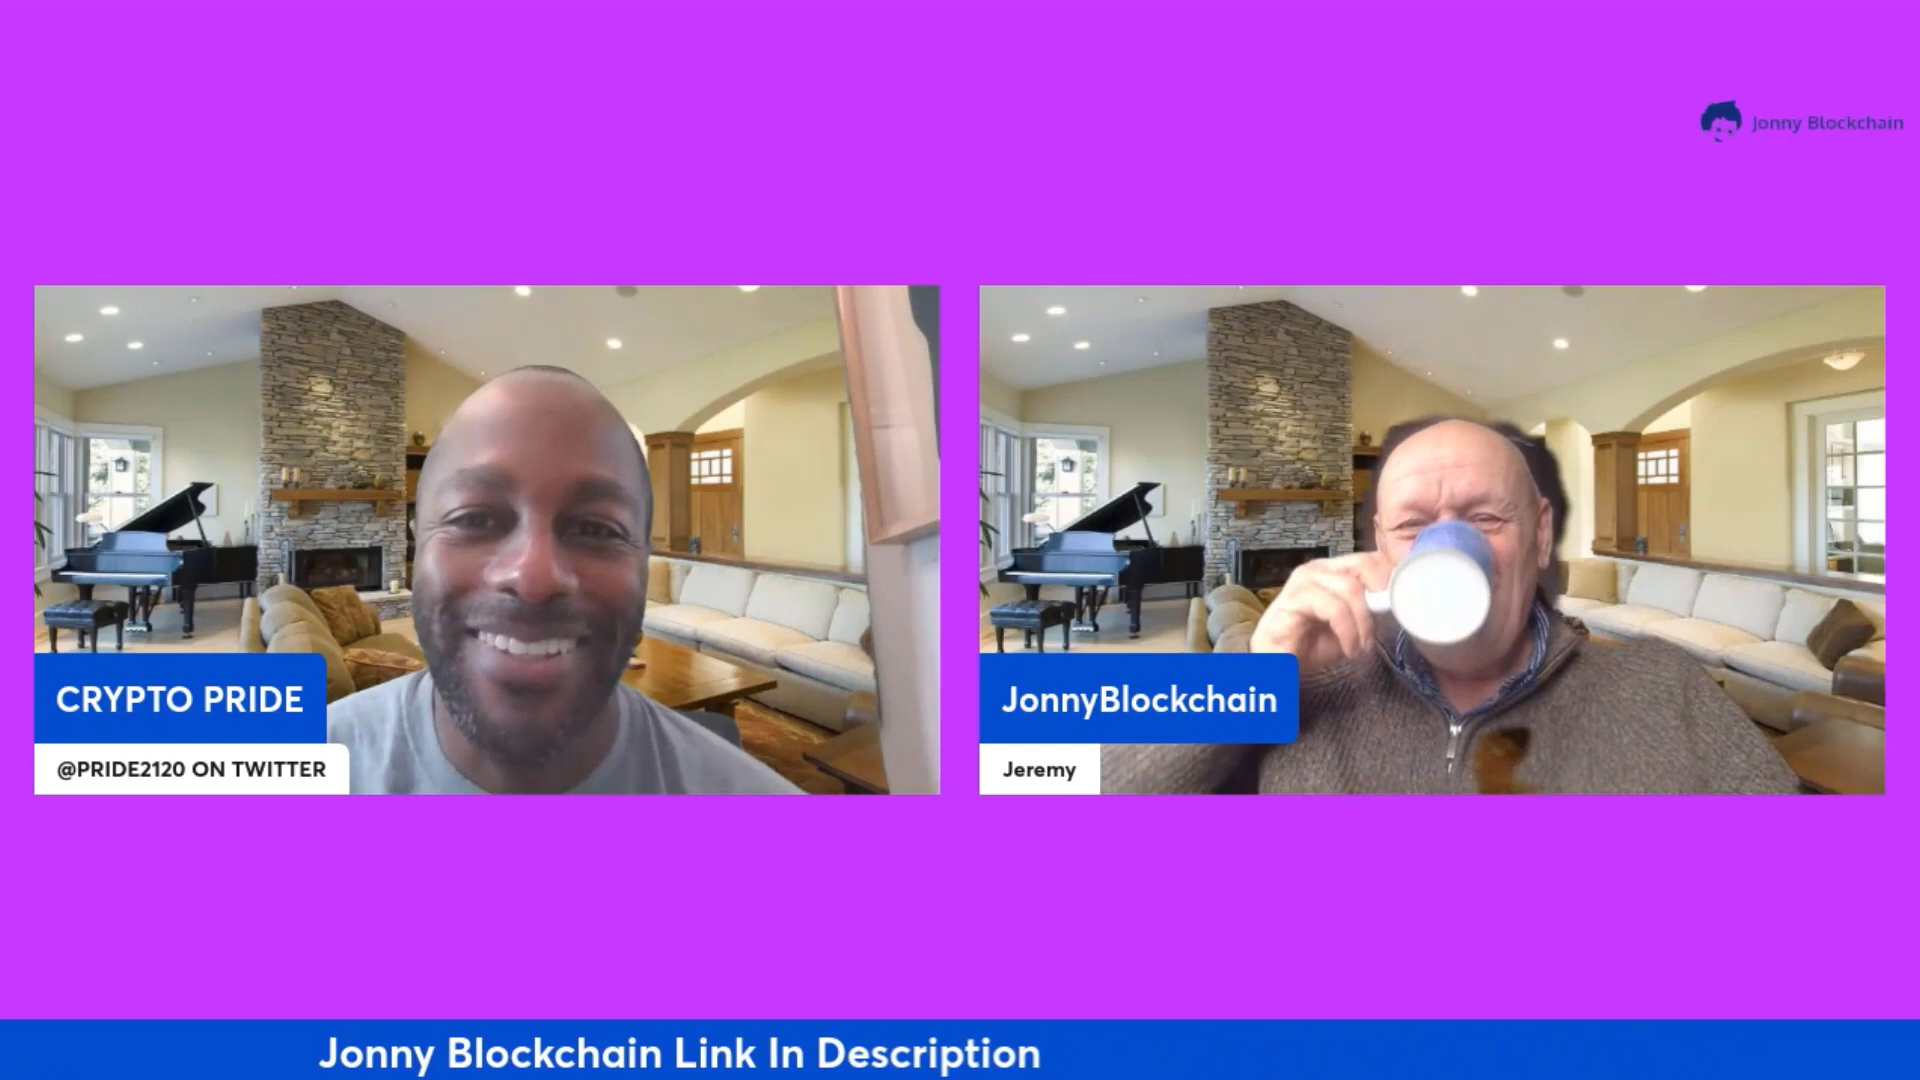 Jonny Blockchain
CRYPTO PRIDE
@PRIDE2120 ON TWITTER
JonnyBlockchain
Jeremy
Jonny Blockchain Link In Description